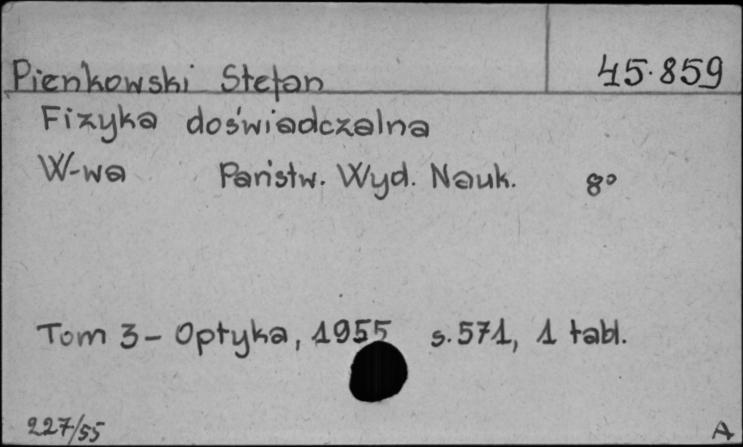 Pieńkowski Stefan 45.859
Fizyka doświadczalna
W-wa Państw. Wyd. Nauk. 8°
Tom 3 - Optyka, 1955 s. 571, 1 tabl.
227/55 A